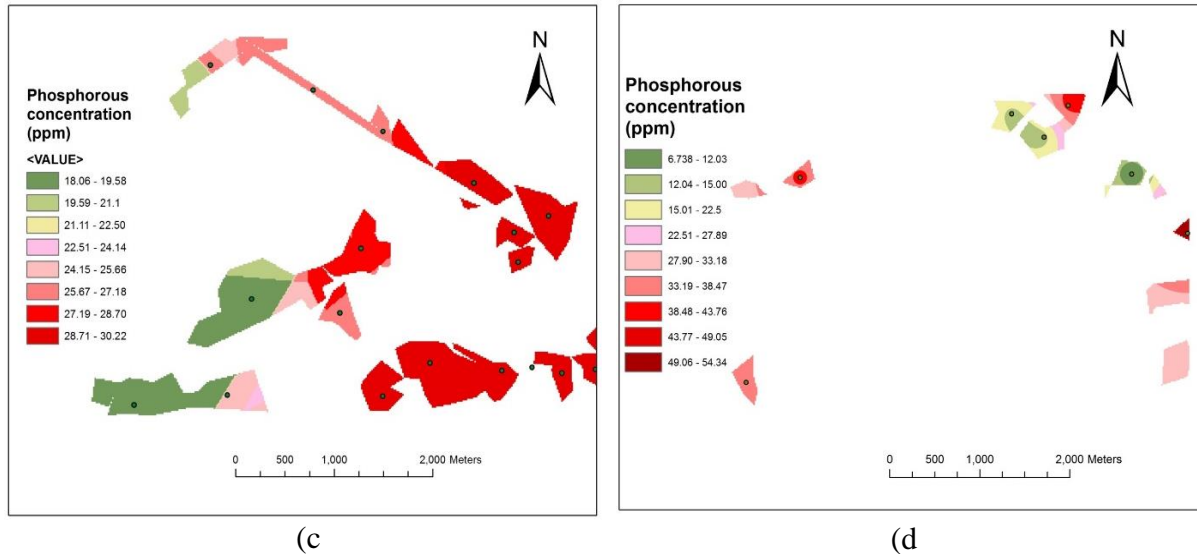 N
Phosphorous
concentration
(ppm)
<VALUE>
18.06 - 19.58
19.59 - 21.1
21.11 - 22.50
22.51 - 24.14
24.15 - 25.66
25.67 - 27.18
27.19 - 28.70
28.71 - 30.22
0 500 1,000 2,000 Meters
(c
N
Phosphorous
concentration
(ppm)
6.738 - 12.03
12.04 - 15.00
15.01 - 22.5
22.51 - 27.89
27.90 - 33.18
33.19 - 38.47
38.48 - 43.76
43.77 - 49.05
49.06 - 54.34
0 500 1,000 2,000 Meters
(d